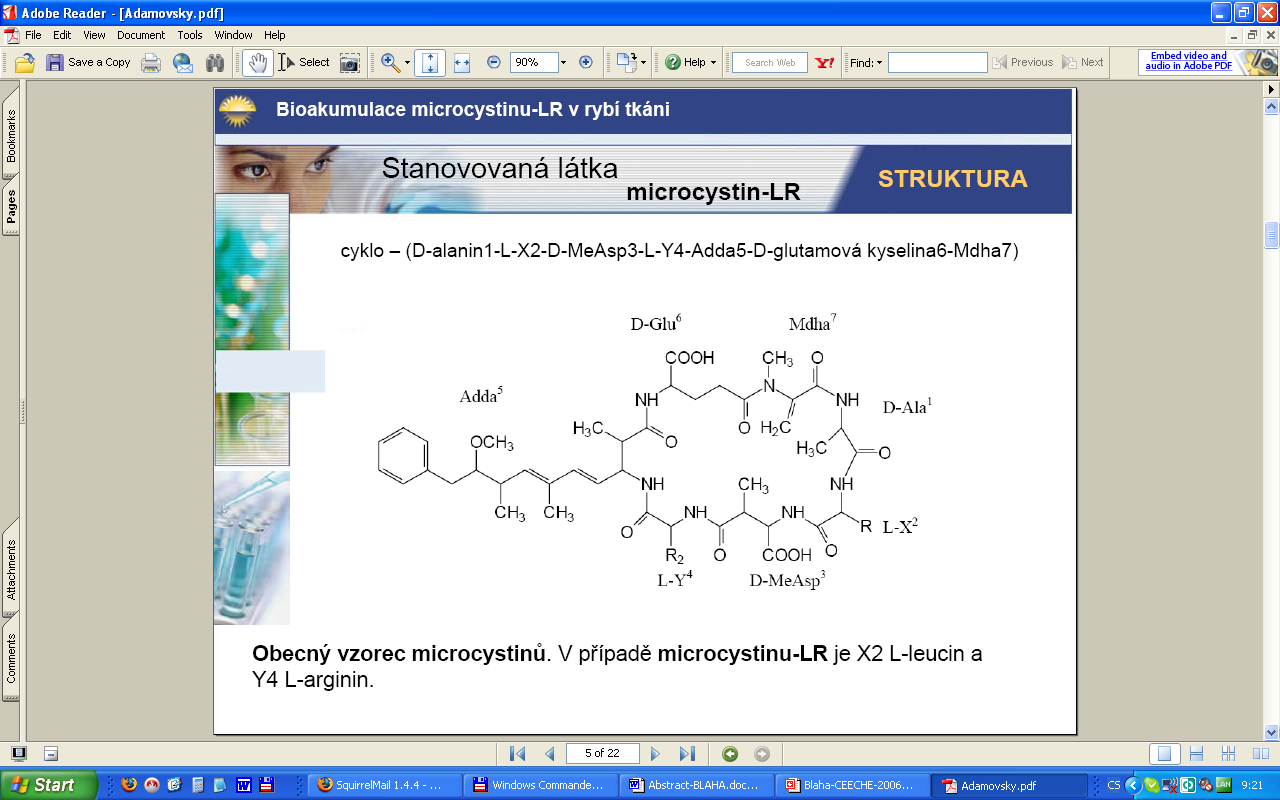 Adobe Reader - [Adamovsky.pdf]
File Edit View Document Tools Window Help
Save a Copy Select 90% Help Search Web Y! Find: Previous Next Embed video and
audio in Adobe PDF
Bookmarks
Pages
Attachments
Comments
Bioakumulace microcystinu-LR v rybí tkáni
Stanovovaná látka
microcystin-LR
STRUKTURA
cyklo – (D-alanin1-L-X2-D-MeAsp3-L-Y4-Adda5-D-glutamová kyselina6-Mdha7)
D-Glu⁶ Mdha⁷
COOH CH₃ O
Adda⁵ NH N NH D-Ala¹
H₃C O O H₂C H₃C O
OCH₃
NH CH₃ NH
CH₃ CH₃ O NH NH R L-X²
R₂ O COOH O
L-Y⁴ D-MeAsp³
Obecný vzorec microcystinů. V případě microcystinu-LR je X2 L-leucin a
Y4 L-arginin.
5 of 22
Start SquirrelMail 1.4.4 - ... Windows Commande... Abstract-BLAHA.doc... Blaha-CEECHE-2006... Adamovsky.pdf CS LAN 9:21